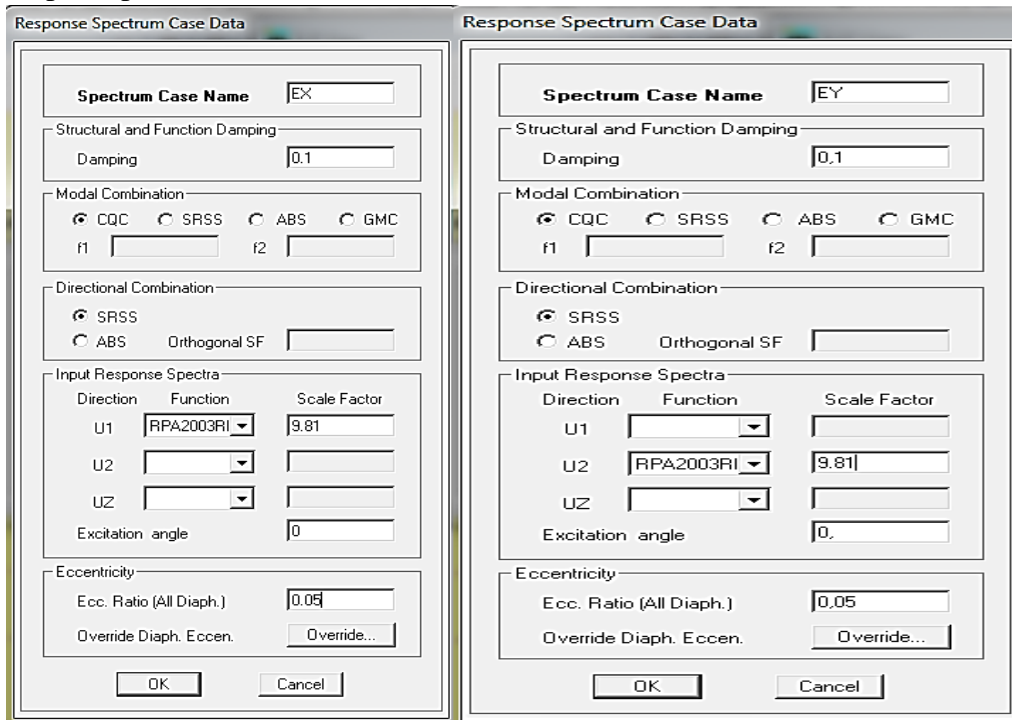 Response Spectrum Case Data
Spectrum Case Name EX
Structural and Function Damping
Damping 0.1
Modal Combination
CQC SRSS ABS GMC
f1 f2
Directional Combination
SRSS
ABS Orthogonal SF
Input Response Spectra
Direction Function Scale Factor
U1 RPA2003RI 9.81
U2
UZ
Excitation angle 0
Eccentricity
Ecc. Ratio (All Diaph.) 0.05
Override Diaph. Eccen. Override...
OK Cancel
Response Spectrum Case Data
Spectrum Case Name EY
Structural and Function Damping
Damping 0,1
Modal Combination
CQC SRSS ABS GMC
f1 f2
Directional Combination
SRSS
ABS Orthogonal SF
Input Response Spectra
Direction Function Scale Factor
U1
U2 RPA2003RI 9.81
UZ
Excitation angle 0,
Eccentricity
Ecc. Ratio (All Diaph.) 0,05
Override Diaph. Eccen. Override...
OK Cancel